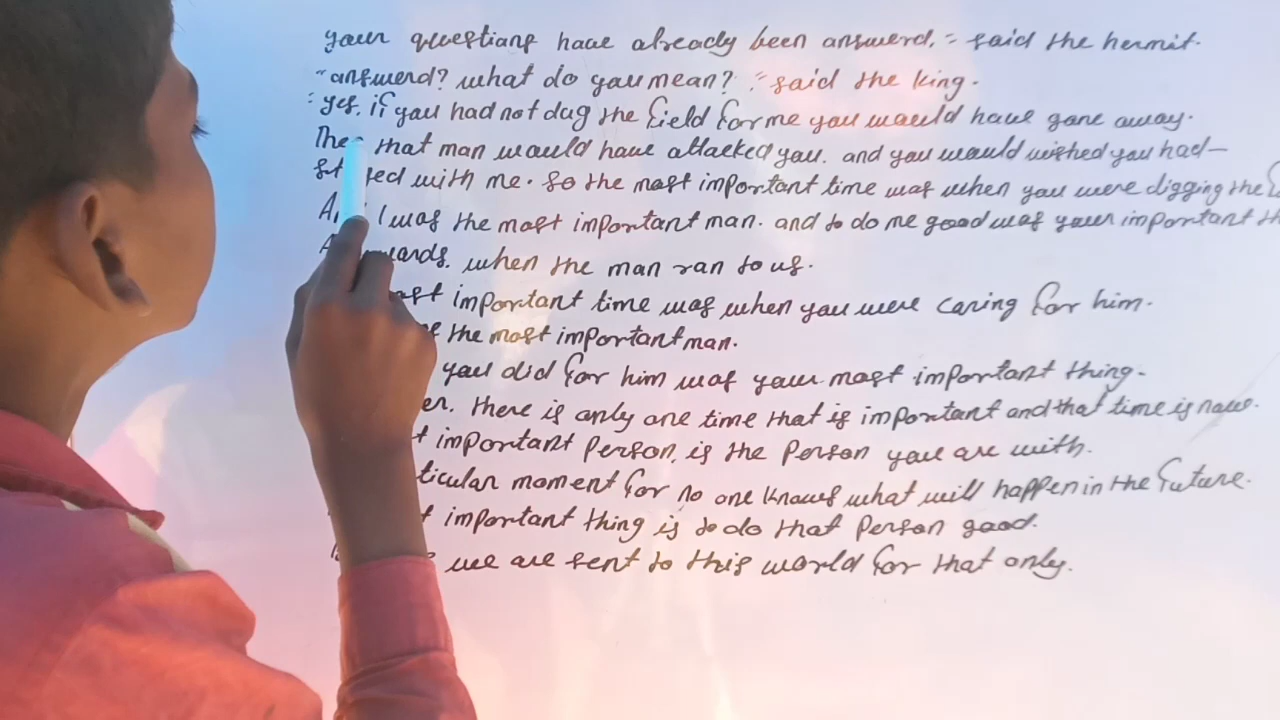 your questions have already been answerd. " said the hermit.
"answerd? what do you mean? " said the king.
"yes. if you had not dug the field for me you would have gone away.
The that man would have attacked you. and you would wished you had-
with me. so the most important time was when you were digging the
I was the most important man. and to do me good was your important
when the man ran to us.
important time was when you were caring for him.
the most important man.
you did for him was your most important thing.
there is only one time that is important and that time is now.
important Person, is the Person you are with.
moment for no one knows what will happen in the future.
important thing is to do that Person good.
we are sent to this world for that only.